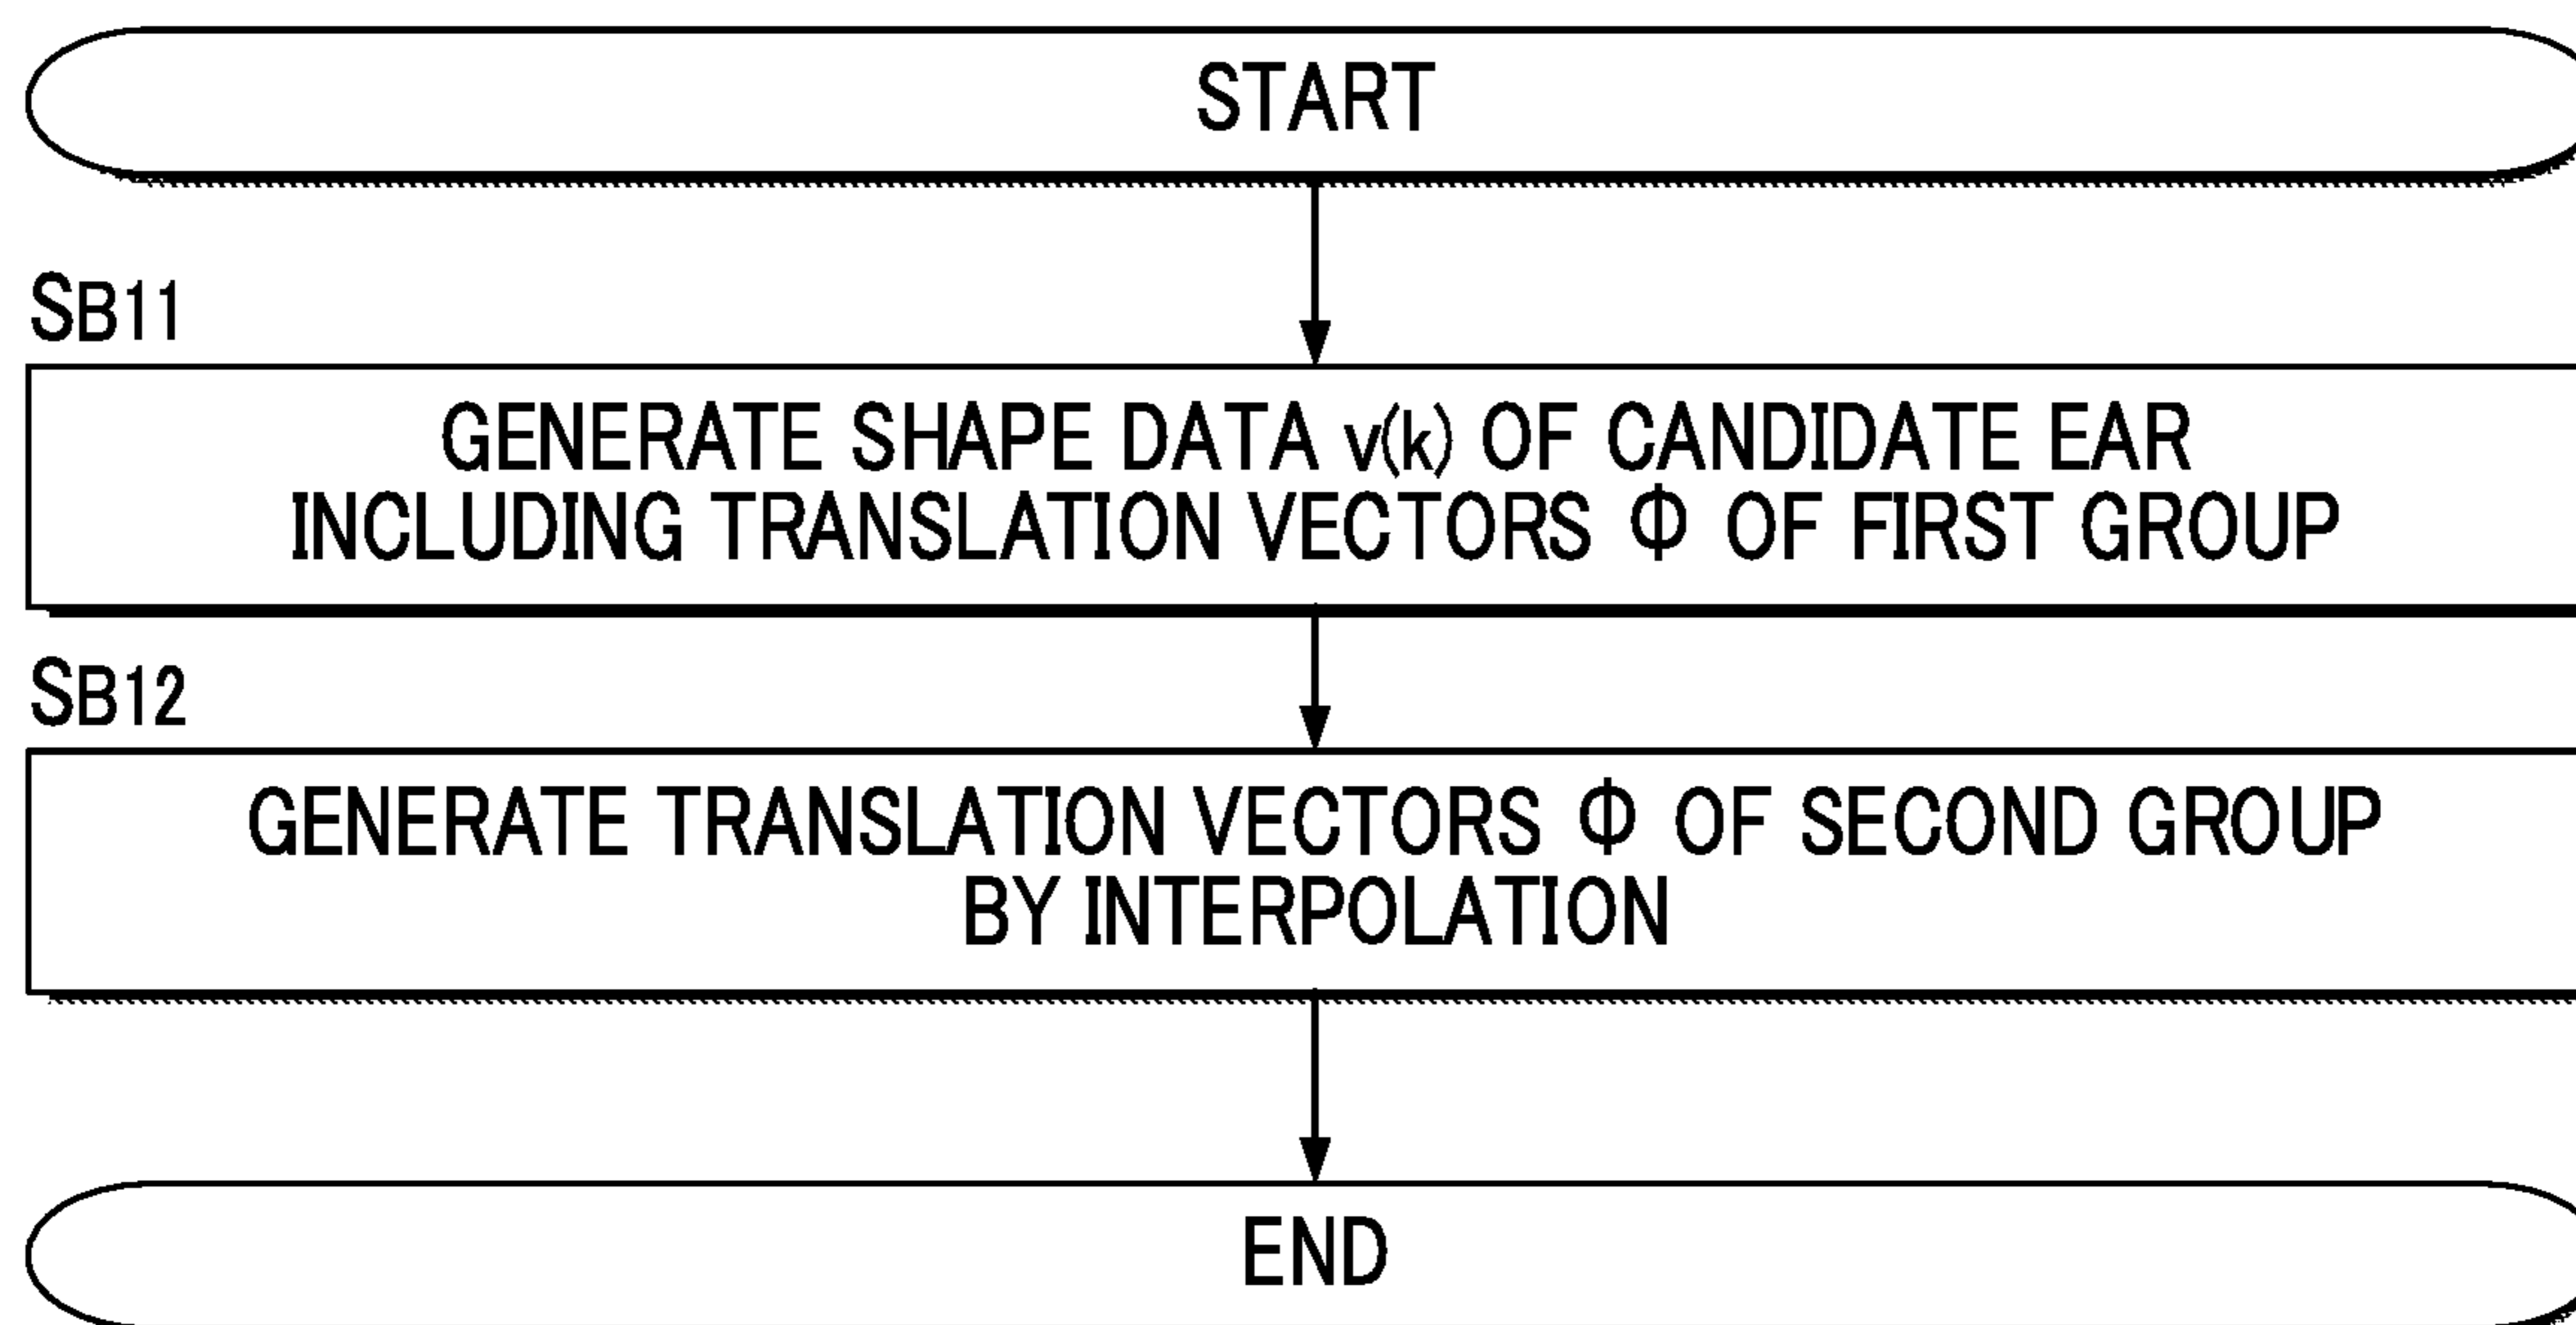 START
SB11
GENERATE SHAPE DATA v(k) OF CANDIDATE EAR
INCLUDING TRANSLATION VECTORS Φ OF FIRST GROUP
SB12
GENERATE TRANSLATION VECTORS Φ OF SECOND GROUP
BY INTERPOLATION
END